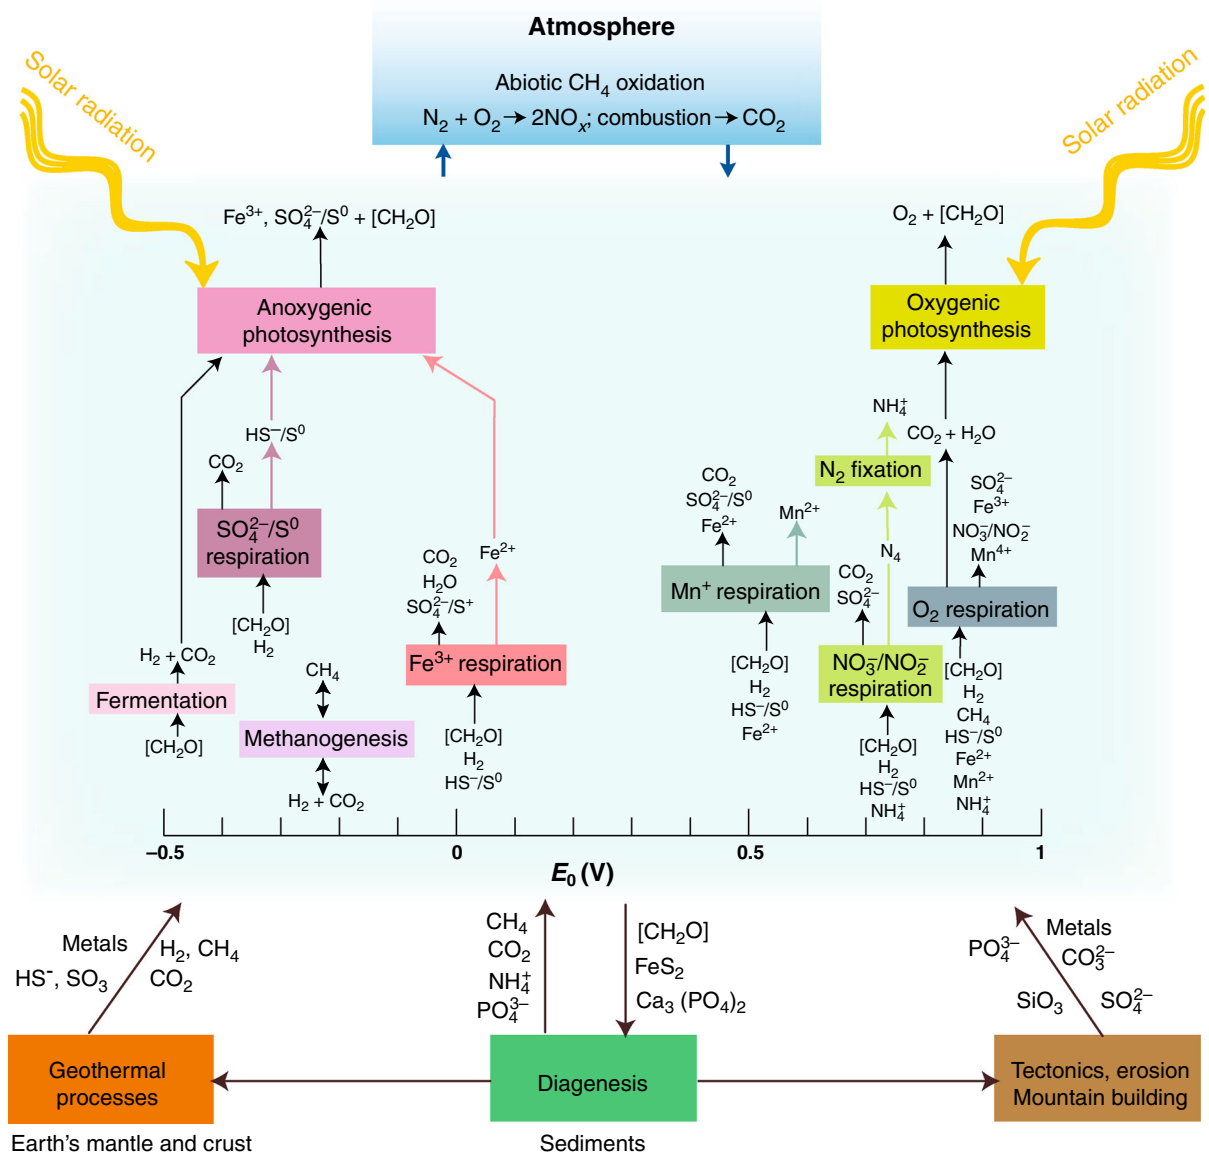 Atmosphere
Abiotic CH₄ oxidation
N₂ + O₂ → 2NOₓ; combustion → CO₂
Solar radiation
Solar radiation
Fe³⁺, SO₄²⁻/S⁰ + [CH₂O]
O₂ + [CH₂O]
Anoxygenic
photosynthesis
Oxygenic
photosynthesis
HS⁻/S⁰
CO₂
SO₄²⁻/S⁰
respiration
[CH₂O]
H₂
H₂ + CO₂
Fermentation
[CH₂O]
CH₄
Methanogenesis
H₂ + CO₂
Fe²⁺
CO₂
H₂O
SO₄²⁻/S⁺
Fe³⁺ respiration
[CH₂O]
H₂
HS⁻/S⁰
CO₂
SO₄²⁻/S⁰
Fe²⁺
Mn²⁺
Mn⁺ respiration
[CH₂O]
H₂
HS⁻/S⁰
Fe²⁺
NH₄⁺
N₂ fixation
N₄
CO₂
SO₄²⁻
NO₃⁻/NO₂⁻
respiration
[CH₂O]
H₂
HS⁻/S⁰
NH₄⁺
CO₂ + H₂O
SO₄²⁻
Fe³⁺
NO₃⁻/NO₂⁻
Mn⁴⁺
O₂ respiration
[CH₂O]
H₂
CH₄
HS⁻/S⁰
Fe²⁺
Mn²⁺
NH₄⁺
–0.5
0
0.5
1
E₀ (V)
Metals
HS⁻, SO₃
H₂, CH₄
CO₂
CH₄
CO₂
NH₄⁺
PO₄³⁻
[CH₂O]
FeS₂
Ca₃ (PO₄)₂
PO₄³⁻
SiO₃
Metals
CO₃²⁻
SO₄²⁻
Geothermal
processes
Diagenesis
Tectonics, erosion
Mountain building
Earth's mantle and crust
Sediments